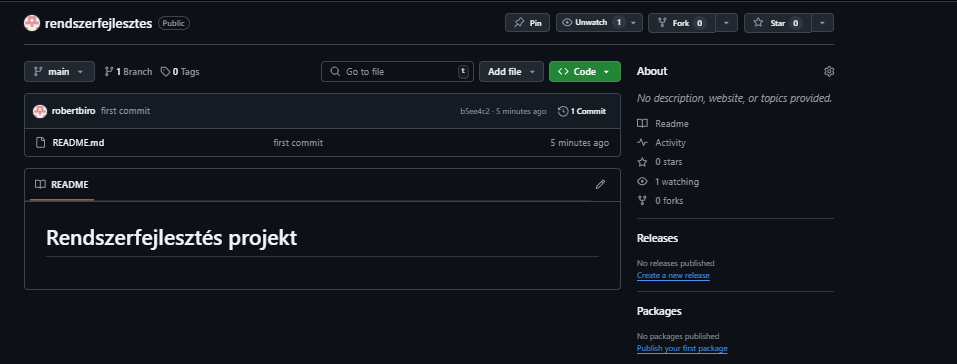 rendszerfejlesztes Public
Pin
Unwatch 1
Fork 0
Star 0
main
1 Branch
0 Tags
Go to file t
Add file
Code
robertbiro first commit
b5ee4c2 · 5 minutes ago
1 Commit
README.md first commit 5 minutes ago
README
Rendszerfejlesztés projekt
About
No description, website, or topics provided.
Readme
Activity
0 stars
1 watching
0 forks
Releases
No releases published
Create a new release
Packages
No packages published
Publish your first package